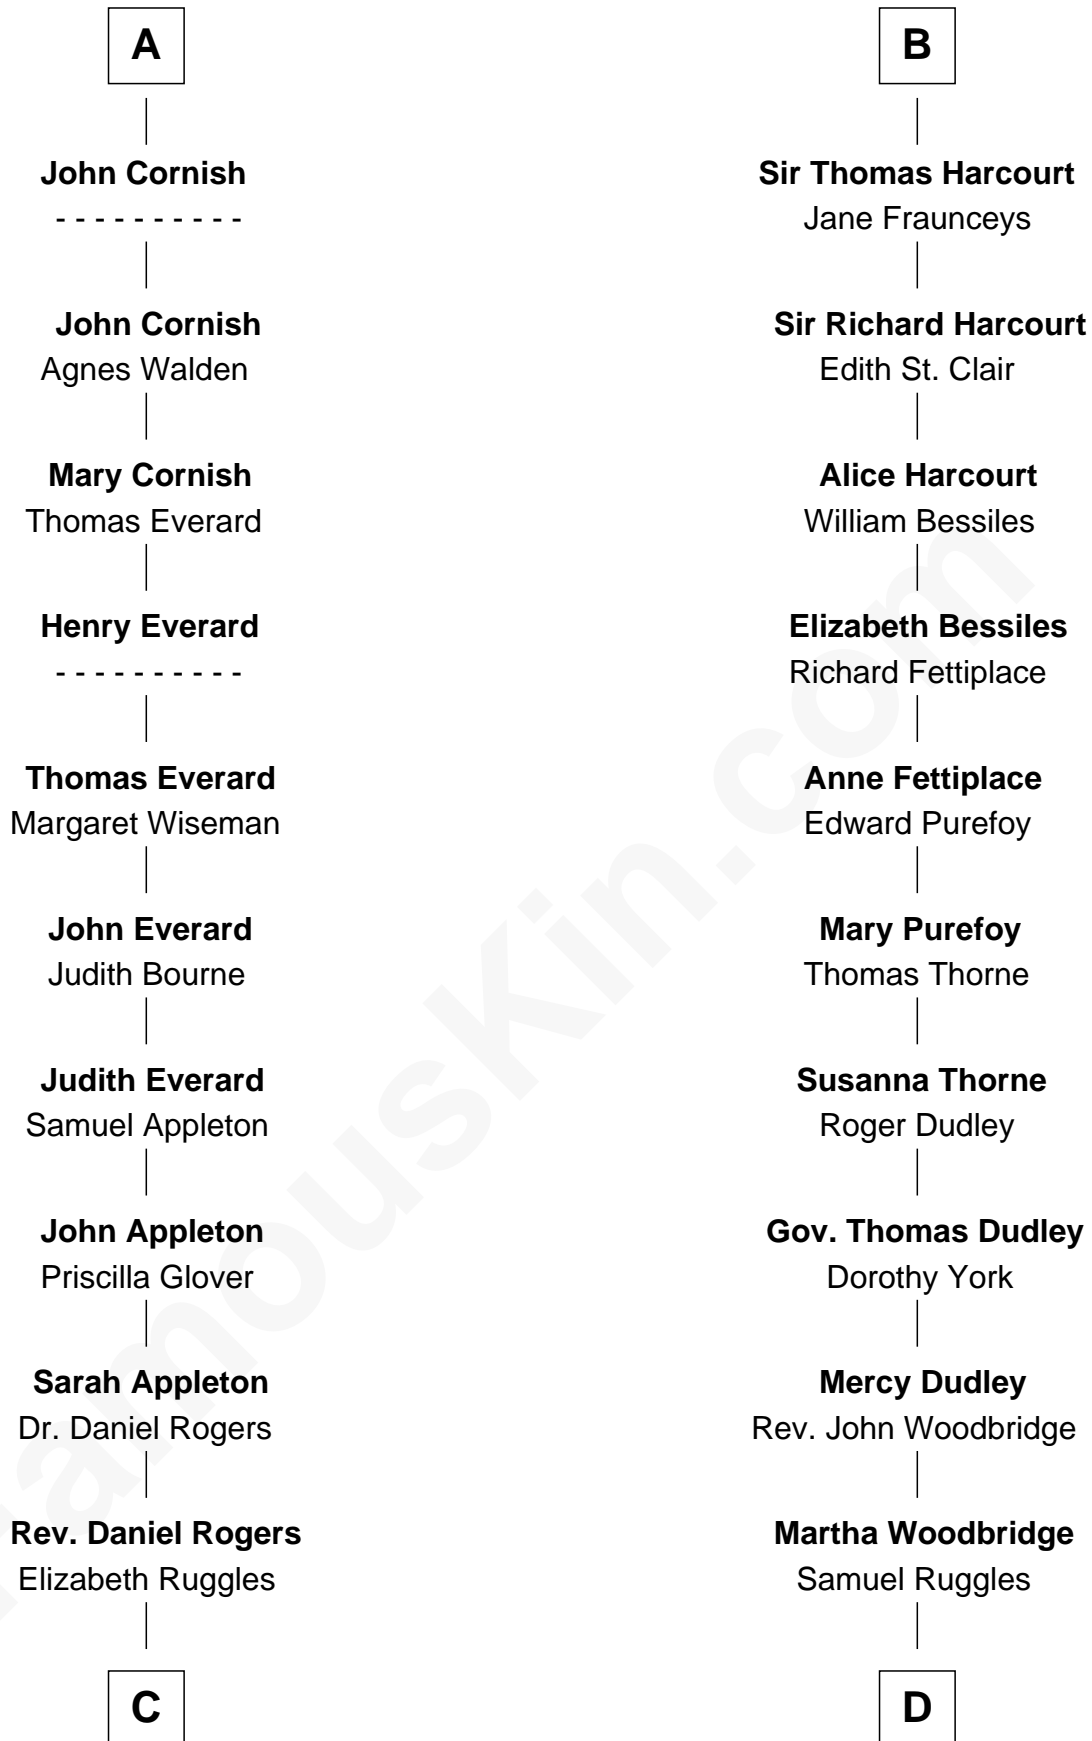 A
John Cornish
- - - - - - - - - -
John Cornish
Agnes Walden
Mary Cornish
Thomas Everard
Henry Everard
- - - - - - - - - -
Thomas Everard
Margaret Wiseman
John Everard
Judith Bourne
Judith Everard
Samuel Appleton
John Appleton
Priscilla Glover
Sarah Appleton
Dr. Daniel Rogers
Rev. Daniel Rogers
Elizabeth Ruggles
C
B
Sir Thomas Harcourt
Jane Fraunceys
Sir Richard Harcourt
Edith St. Clair
Alice Harcourt
William Bessiles
Elizabeth Bessiles
Richard Fettiplace
Anne Fettiplace
Edward Purefoy
Mary Purefoy
Thomas Thorne
Susanna Thorne
Roger Dudley
Gov. Thomas Dudley
Dorothy York
Mercy Dudley
Rev. John Woodbridge
Martha Woodbridge
Samuel Ruggles
D
FamousKin.com